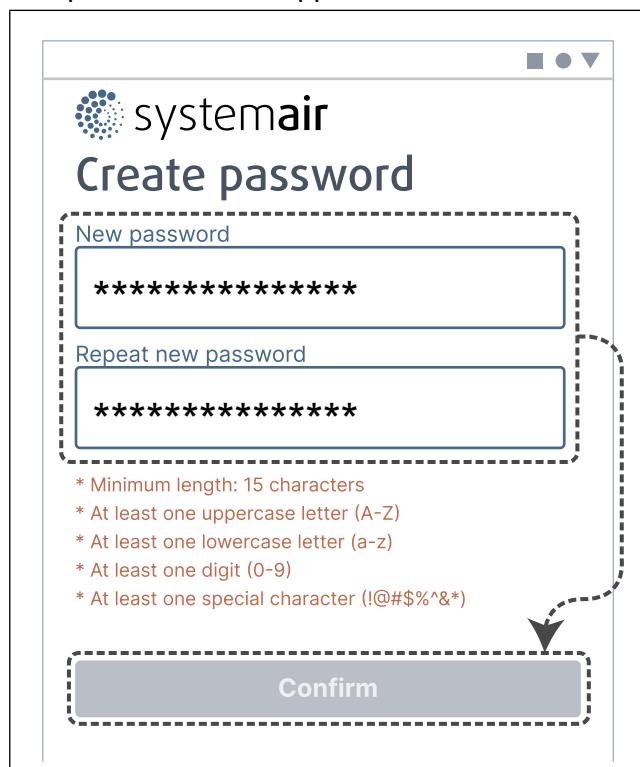 systemair
Create password
New password
***************
Repeat new password
***************
* Minimum length: 15 characters
* At least one uppercase letter (A-Z)
* At least one lowercase letter (a-z)
* At least one digit (0-9)
* At least one special character (!@#$%^&*)
Confirm